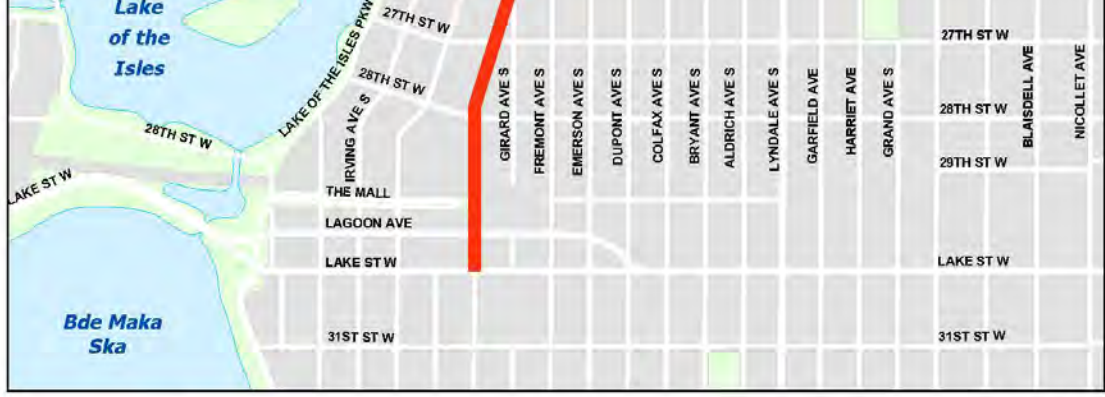 Lake
of the
Isles
27TH ST W
LAKE OF THE ISLES PKW
28TH ST W
28TH ST W
IRVING AVE S
LAKE ST W
THE MALL
LAGOON AVE
LAKE ST W
31ST ST W
Bde Maka
Ska
GIRARD AVE S
FREMONT AVE S
EMERSON AVE S
DUPONT AVE S
COLFAX AVE S
BRYANT AVE S
ALDRICH AVE S
LYNDALE AVE S
GARFIELD AVE
HARRIET AVE
GRAND AVE S
27TH ST W
28TH ST W
29TH ST W
BLAISDELL AVE
NICOLLET AVE
LAKE ST W
31ST ST W